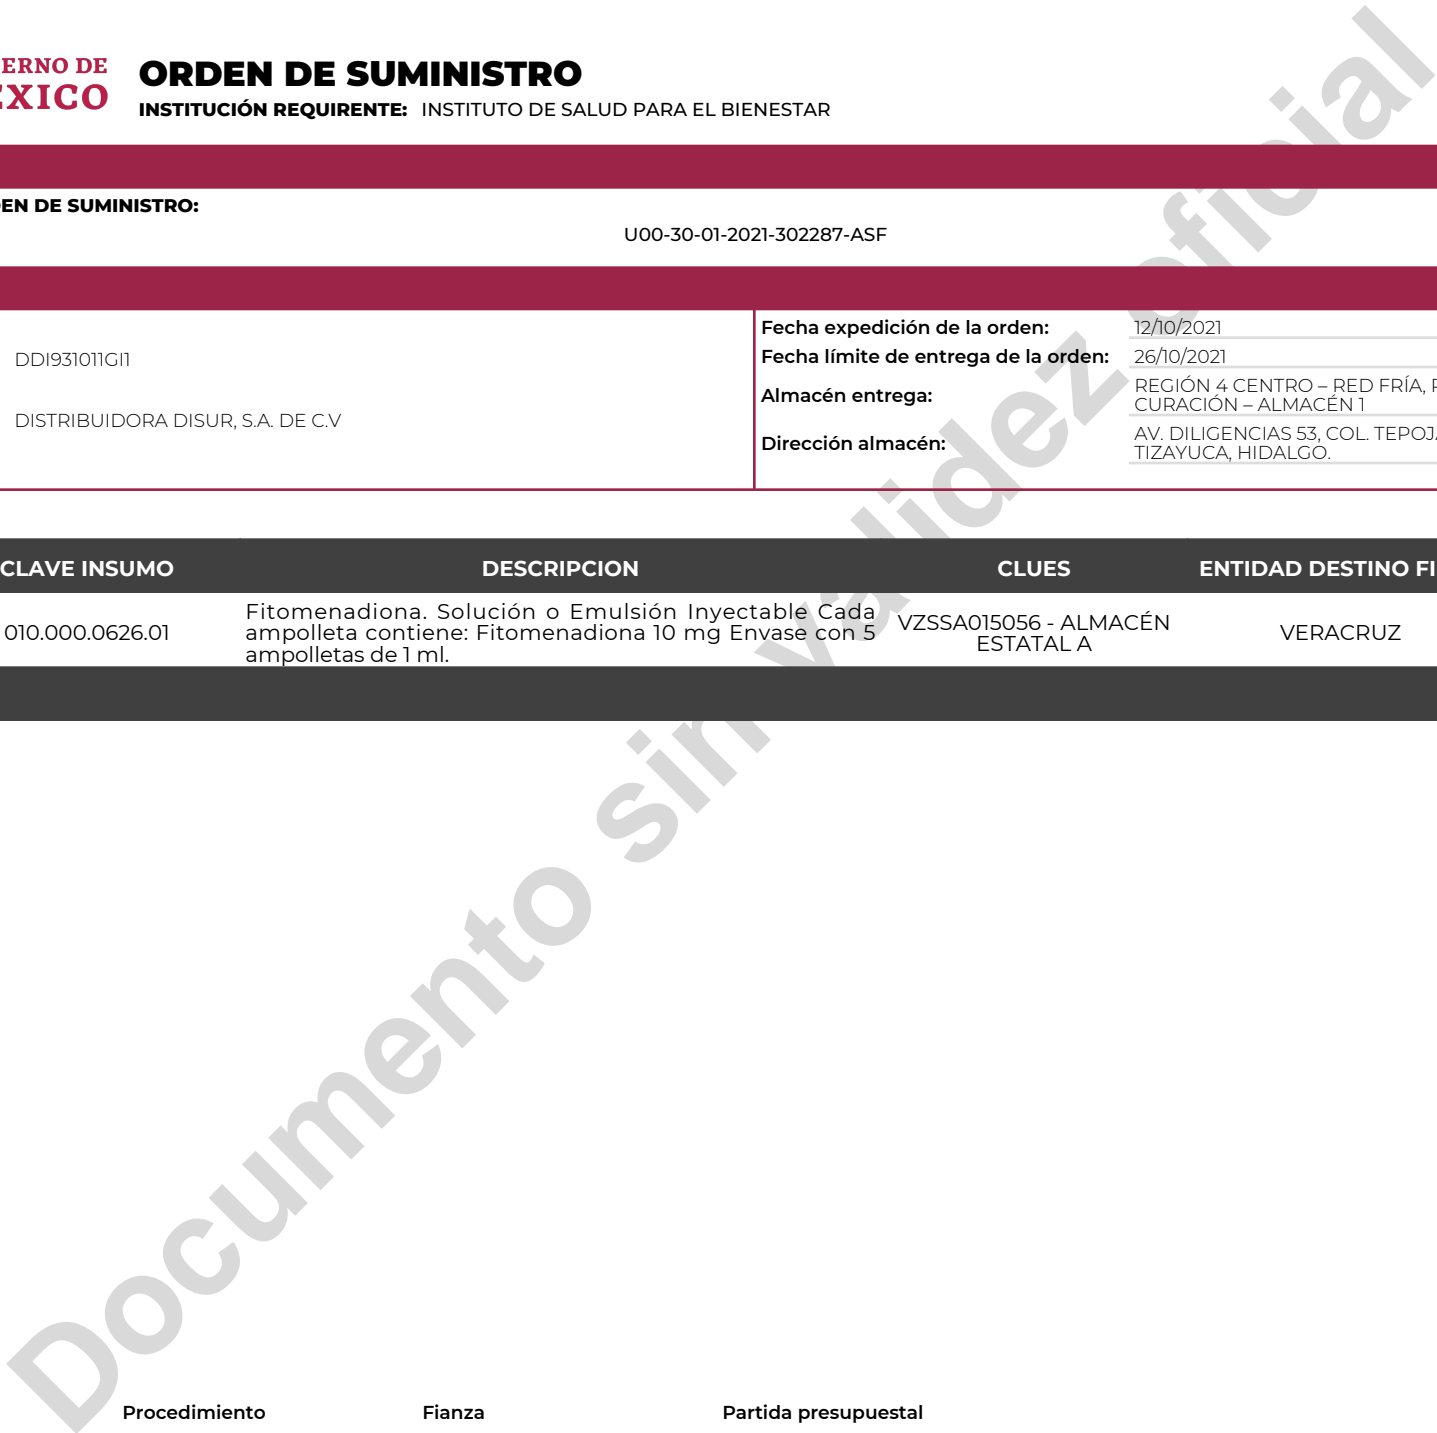 ERNO DE
EXICO
ORDEN DE SUMINISTRO
INSTITUCIÓN REQUIRENTE: INSTITUTO DE SALUD PARA EL BIENESTAR
EN DE SUMINISTRO:
U00-30-01-2021-302287-ASF
DDI931011GI1
DISTRIBUIDORA DISUR, S.A. DE C.V
Fecha expedición de la orden: 12/10/2021
Fecha límite de entrega de la orden: 26/10/2021
Almacén entrega: REGIÓN 4 CENTRO – RED FRÍA,
CURACIÓN – ALMACÉN 1
Dirección almacén: AV. DILIGENCIAS 53, COL. TEPOJA
TIZAYUCA, HIDALGO.
CLAVE INSUMO DESCRIPCION CLUES ENTIDAD DESTINO FI
010.000.0626.01
Fitomenadiona. Solución o Emulsión Inyectable Cada
ampolleta contiene: Fitomenadiona 10 mg Envase con 5
ampolletas de 1 ml.
VZSSA015056 - ALMACÉN
ESTATAL A
VERACRUZ
Documento sin validez oficial
Procedimiento Fianza Partida presupuestal